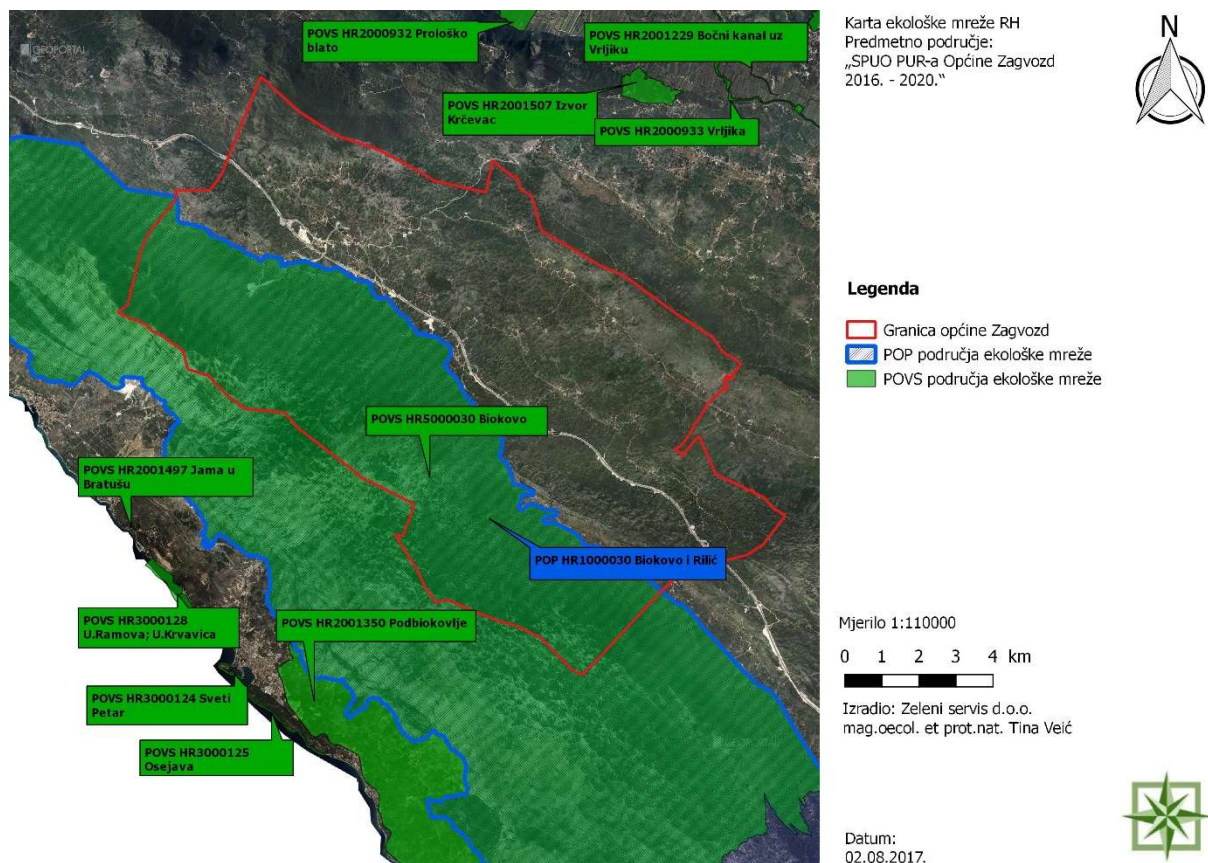 GEOPORTAL
POVS HR2000932 Prološko
blato
POVS HR2001229 Bočni kanal uz
Vrljiku
POVS HR2001507 Izvor
Krčevac
POVS HR2000933 Vrljika
POVS HR5000030 Biokovo
POVS HR2001497 Jama u
Bratušu
POP HR1000030 Biokovo i Rilić
POVS HR3000128
U.Ramova; U.Krvavica
POVS HR2001350 Podbiokovlje
POVS HR3000124 Sveti
Petar
POVS HR3000125
Osejava
Karta ekološke mreže RH
Predmetno područje:
„SPUO PUR-a Općine Zagvozd
2016. - 2020.“
N
Legenda
Granica općine Zagvozd
POP područja ekološke mreže
POVS područja ekološke mreže
Mjerilo 1:110000
0 1 2 3 4 km
Izradio: Zeleni servis d.o.o.
mag.oecol. et prot.nat. Tina Veić
Datum:
02.08.2017.